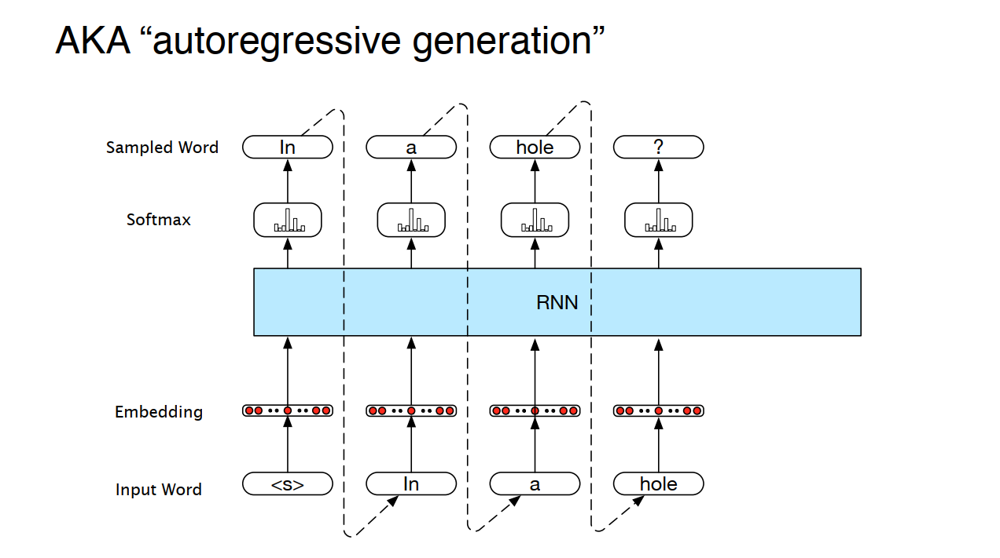 AKA “autoregressive generation”
Sampled Word In a hole ?
Softmax
RNN
Embedding
Input Word <s> In a hole